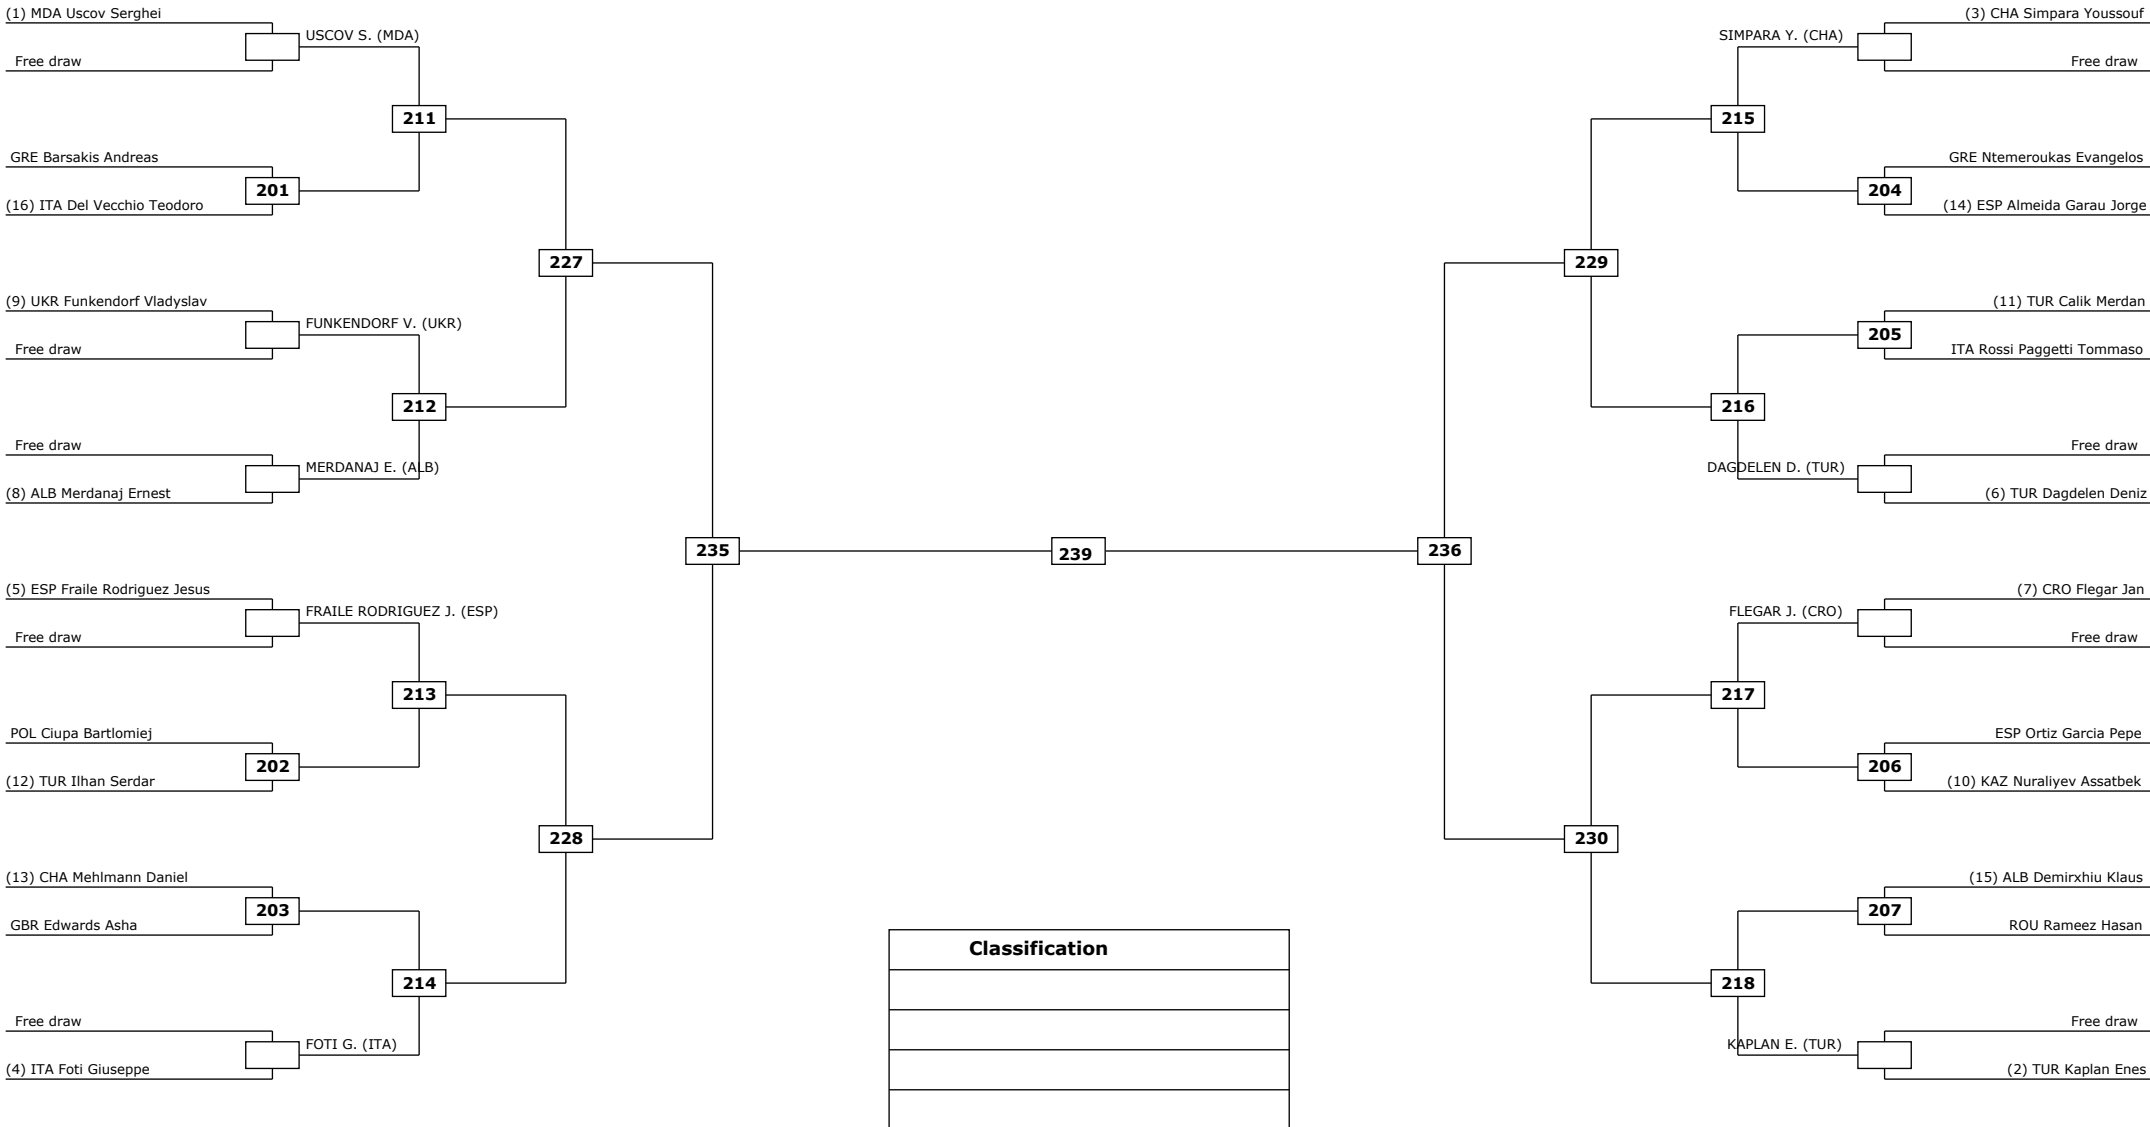 (1) MDA Uscov Serghei
USCOV S. (MDA)
Free draw
211
GRE Barsakis Andreas
201
(16) ITA Del Vecchio Teodoro
227
(9) UKR Funkendorf Vladyslav
FUNKENDORF V. (UKR)
Free draw
212
Free draw
MERDANAJ E. (ALB)
(8) ALB Merdanaj Ernest
235
(5) ESP Fraile Rodriguez Jesus
FRAILE RODRIGUEZ J. (ESP)
Free draw
213
POL Ciupa Bartlomiej
202
(12) TUR Ilhan Serdar
228
(13) CHA Mehlmann Daniel
203
GBR Edwards Asha
214
Free draw
FOTI G. (ITA)
(4) ITA Foti Giuseppe
239
Classification
(3) CHA Simpara Youssouf
SIMPARA Y. (CHA)
Free draw
215
GRE Ntemeroukas Evangelos
204
(14) ESP Almeida Garau Jorge
229
(11) TUR Calik Merdan
205
ITA Rossi Paggetti Tommaso
216
Free draw
DAGDELEN D. (TUR)
(6) TUR Dagdelen Deniz
236
(7) CRO Flegar Jan
FLEGAR J. (CRO)
Free draw
217
ESP Ortiz Garcia Pepe
206
(10) KAZ Nuraliyev Assatbek
230
(15) ALB Demirxhiu Klaus
207
ROU Rameez Hasan
218
Free draw
KAPLAN E. (TUR)
(2) TUR Kaplan Enes